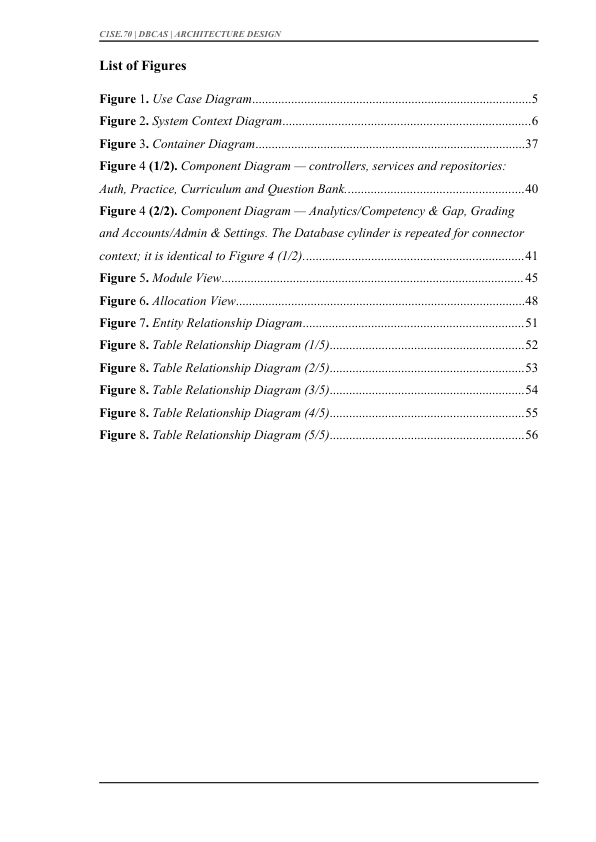 C1SE.70 | DBCAS | ARCHITECTURE DESIGN
List of Figures
Figure 1. Use Case Diagram.....................................................................................5
Figure 2. System Context Diagram............................................................................6
Figure 3. Container Diagram..................................................................................37
Figure 4 (1/2). Component Diagram — controllers, services and repositories:
Auth, Practice, Curriculum and Question Bank.......................................................40
Figure 4 (2/2). Component Diagram — Analytics/Competency & Gap, Grading
and Accounts/Admin & Settings. The Database cylinder is repeated for connector
context; it is identical to Figure 4 (1/2)....................................................................41
Figure 5. Module View............................................................................................45
Figure 6. Allocation View........................................................................................48
Figure 7. Entity Relationship Diagram....................................................................51
Figure 8. Table Relationship Diagram (1/5)............................................................52
Figure 8. Table Relationship Diagram (2/5)............................................................53
Figure 8. Table Relationship Diagram (3/5)............................................................54
Figure 8. Table Relationship Diagram (4/5)............................................................55
Figure 8. Table Relationship Diagram (5/5)............................................................56